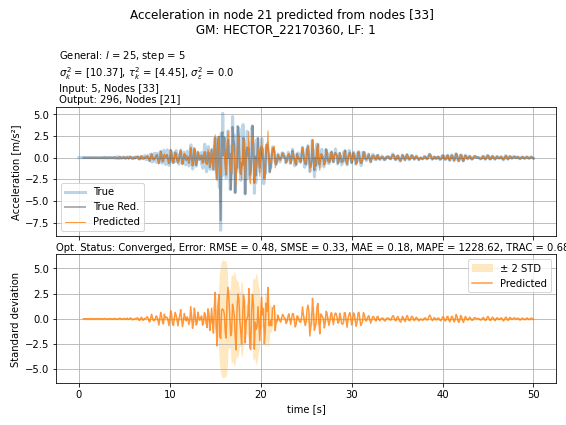 Acceleration in node 21 predicted from nodes [33]
GM: HECTOR_22170360, LF: 1
General: l = 25, step = 5
σ²ₖ = [10.37], τ²ₖ = [4.45], σ²ε = 0.0
Input: 5, Nodes [33]
Output: 296, Nodes [21]
Acceleration [m/s²]
5.0
2.5
0.0
−2.5
−5.0
−7.5
True
True Red.
Predicted
Opt. Status: Converged, Error: RMSE = 0.48, SMSE = 0.33, MAE = 0.18, MAPE = 1228.62, TRAC = 0.68
Standard deviation
5.0
2.5
0.0
−2.5
−5.0
± 2 STD
Predicted
0 10 20 30 40 50
time [s]